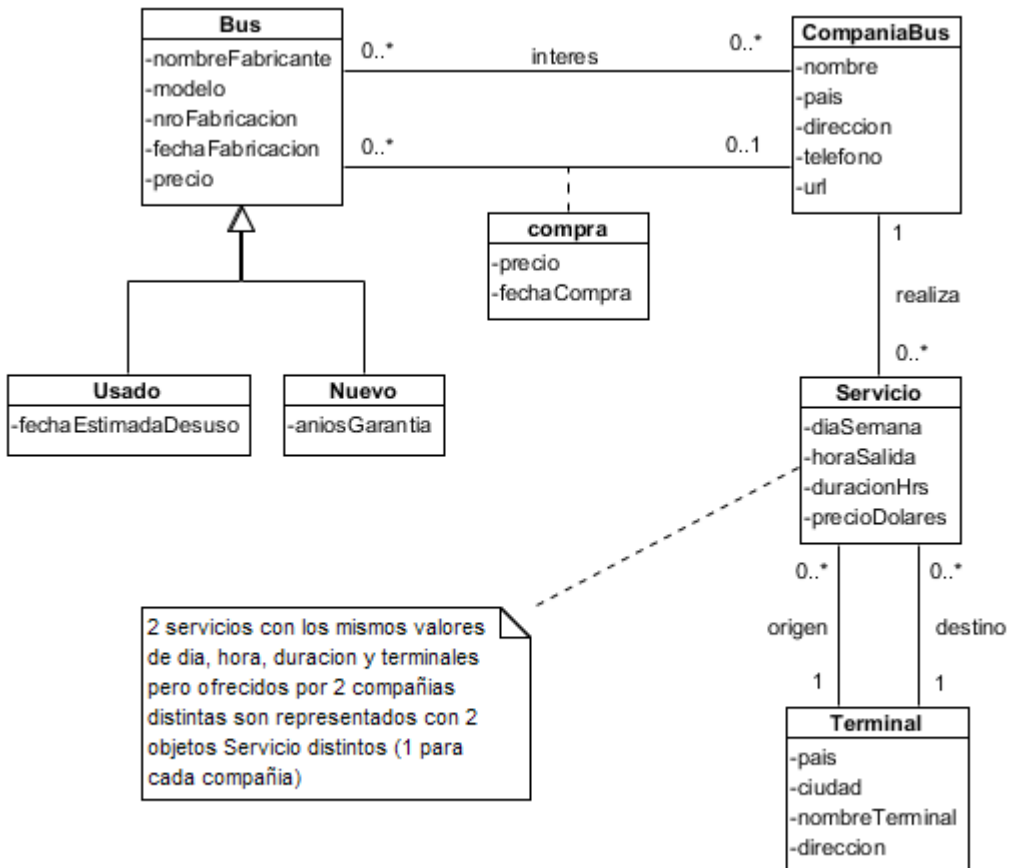 Bus
-nombreFabricante
-modelo
-nroFabricacion
-fechaFabricacion
-precio
0..*
interes
0..*
0..*
0..1
CompaniaBus
-nombre
-pais
-direccion
-telefono
-url
compra
-precio
-fechaCompra
1
realiza
0..*
Usado
-fechaEstimadaDesuso
Nuevo
-aniosGarantia
Servicio
-diaSemana
-horaSalida
-duracionHrs
-precioDolares
0..*
0..*
origen
destino
1
1
2 servicios con los mismos valores
de dia, hora, duracion y terminales
pero ofrecidos por 2 compañias
distintas son representados con 2
objetos Servicio distintos (1 para
cada compañia)
Terminal
-pais
-ciudad
-nombreTerminal
-direccion